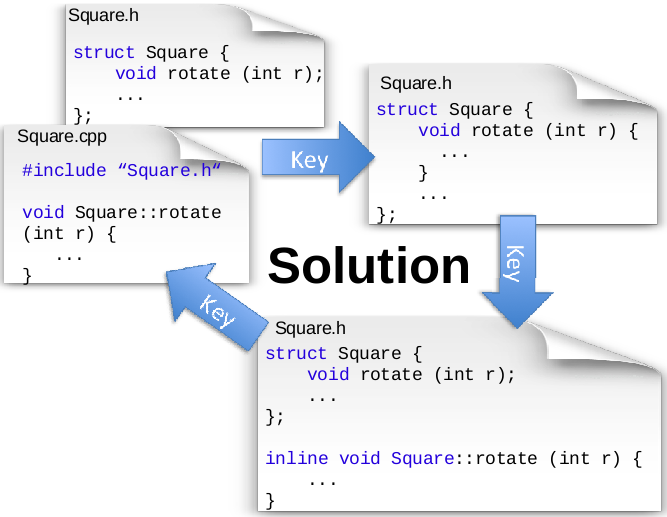 Square.h
struct Square {
    void rotate (int r);
    ...
};
Square.cpp
#include “Square.h“

void Square::rotate
(int r) {
   ...
}
Key
Square.h
struct Square {
    void rotate (int r) {
      ...
    }
    ...
};
Key
Solution
Key
Square.h
struct Square {
    void rotate (int r);
    ...
};

inline void Square::rotate (int r) {
    ...
}